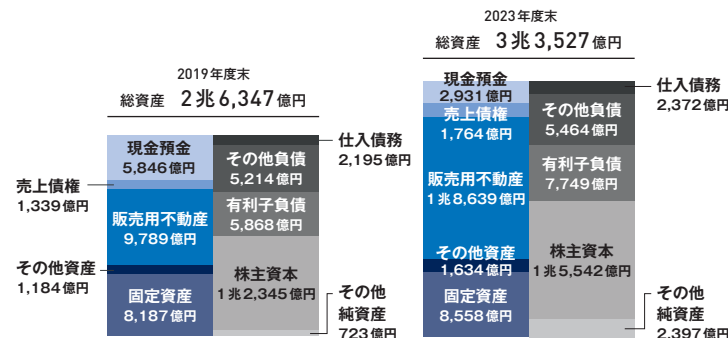 2019年度末
総資産 2兆6,347億円
現金預金
5,846億円
売上債権
1,339億円
販売用不動産
9,789億円
その他資産
1,184億円
固定資産
8,187億円
仕入債務
2,195億円
その他負債
5,214億円
有利子負債
5,868億円
株主資本
1兆2,345億円
その他
純資産
723億円
2023年度末
総資産 3兆3,527億円
現金預金
2,931億円
売上債権
1,764億円
販売用不動産
1兆8,639億円
その他資産
1,634億円
固定資産
8,558億円
仕入債務
2,372億円
その他負債
5,464億円
有利子負債
7,749億円
株主資本
1兆5,542億円
その他
純資産
2,397億円